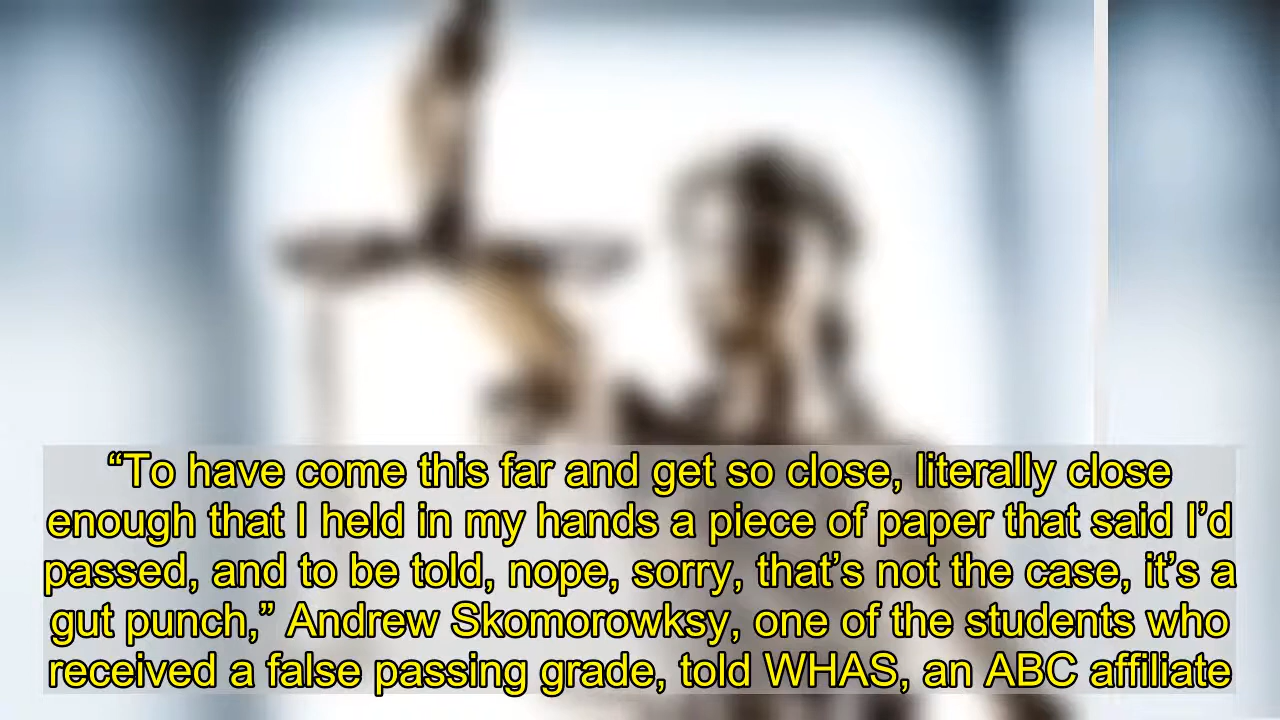 “To have come this far and get so close, literally close
enough that I held in my hands a piece of paper that said I’d
passed, and to be told, nope, sorry, that’s not the case, it’s a
gut punch,” Andrew Skomorowksy, one of the students who
received a false passing grade, told WHAS, an ABC affiliate